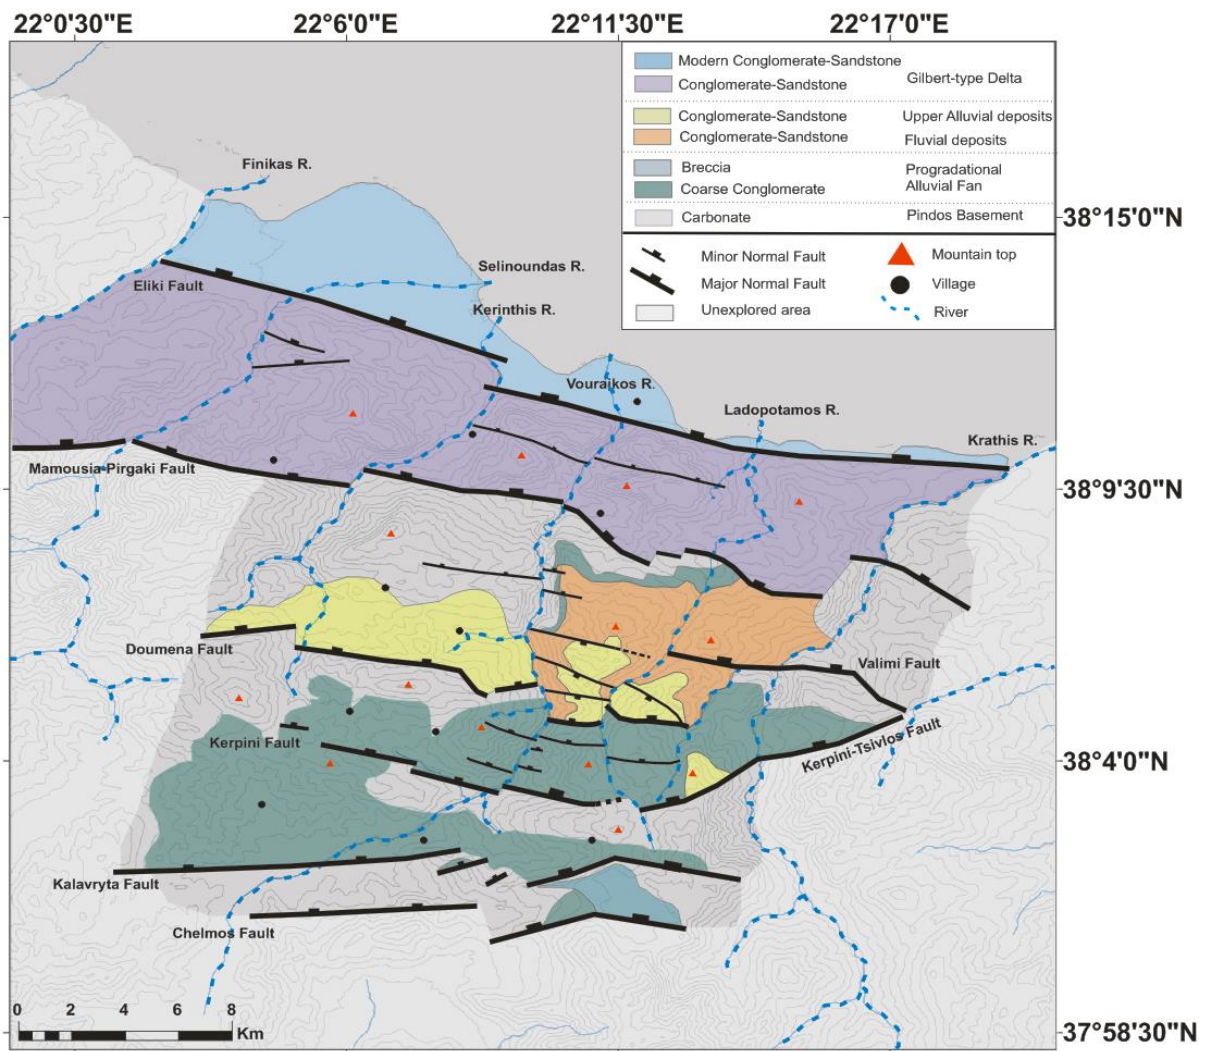 22°0'30"E 22°6'0"E 22°11'30"E 22°17'0"E
Modern Conglomerate-Sandstone
Conglomerate-Sandstone
Gilbert-type Delta
Conglomerate-Sandstone
Upper Alluvial deposits
Conglomerate-Sandstone
Fluvial deposits
Breccia
Coarse Conglomerate
Progradational
Alluvial Fan
Carbonate
Pindos Basement
Minor Normal Fault
Major Normal Fault
Unexplored area
Mountain top
Village
River
38°15'0"N
38°9'30"N
38°4'0"N
37°58'30"N
Finikas R.
Selinoundas R.
Eliki Fault
Kerinthis R.
Vouraikos R.
Ladopotamos R.
Krathis R.
Mamousia-Pirgaki Fault
Doumena Fault
Valimi Fault
Kerpini Fault
Kerpini-Tsivlos Fault
Kalavryta Fault
Chelmos Fault
0 2 4 6 8
Km